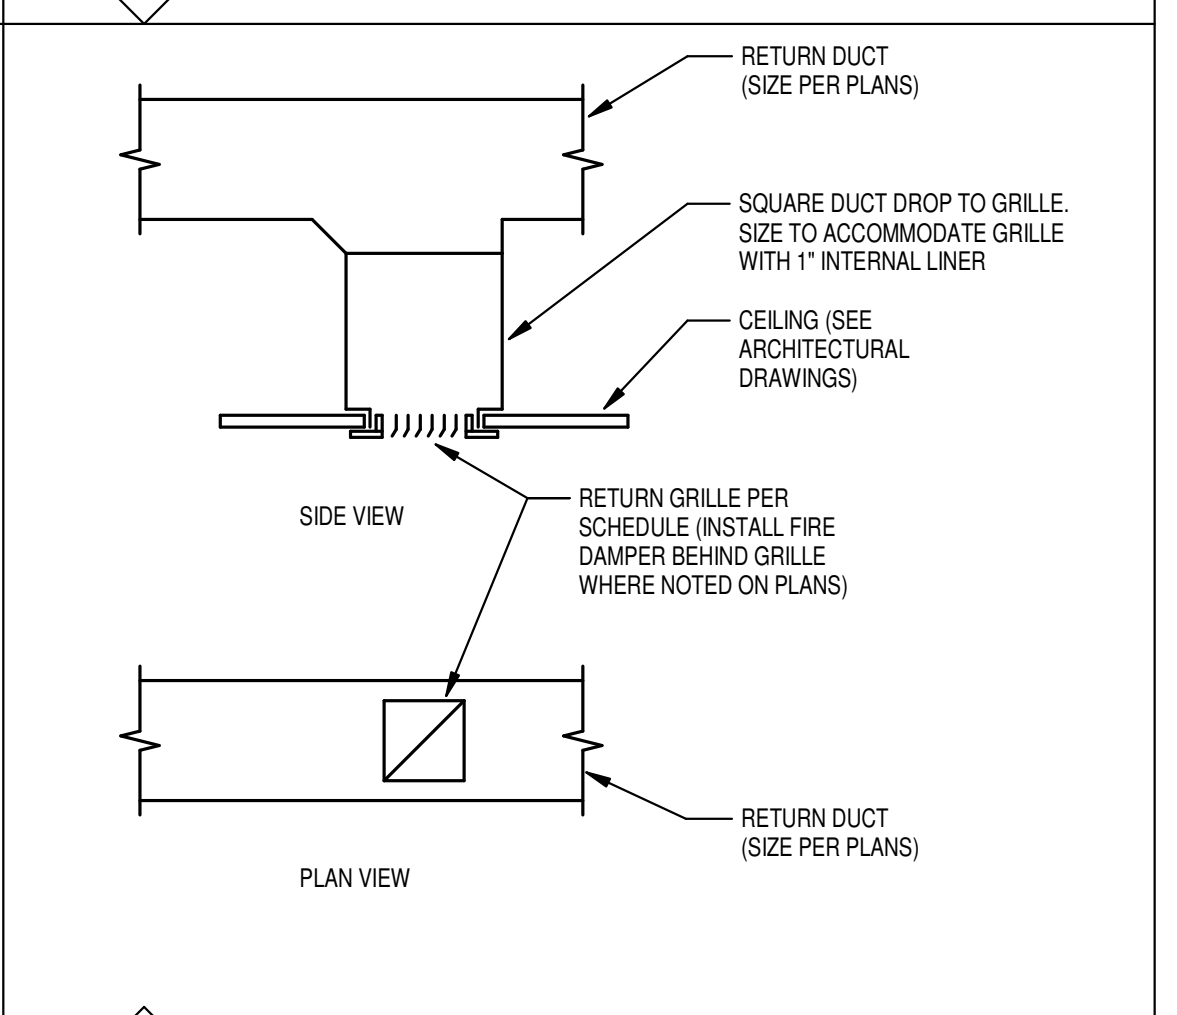 RETURN DUCT
(SIZE PER PLANS)
SQUARE DUCT DROP TO GRILLE.
SIZE TO ACCOMMODATE GRILLE
WITH 1" INTERNAL LINER
CEILING (SEE
ARCHITECTURAL
DRAWINGS)
RETURN GRILLE PER
SCHEDULE (INSTALL FIRE
DAMPER BEHIND GRILLE
WHERE NOTED ON PLANS)
SIDE VIEW
RETURN DUCT
(SIZE PER PLANS)
PLAN VIEW